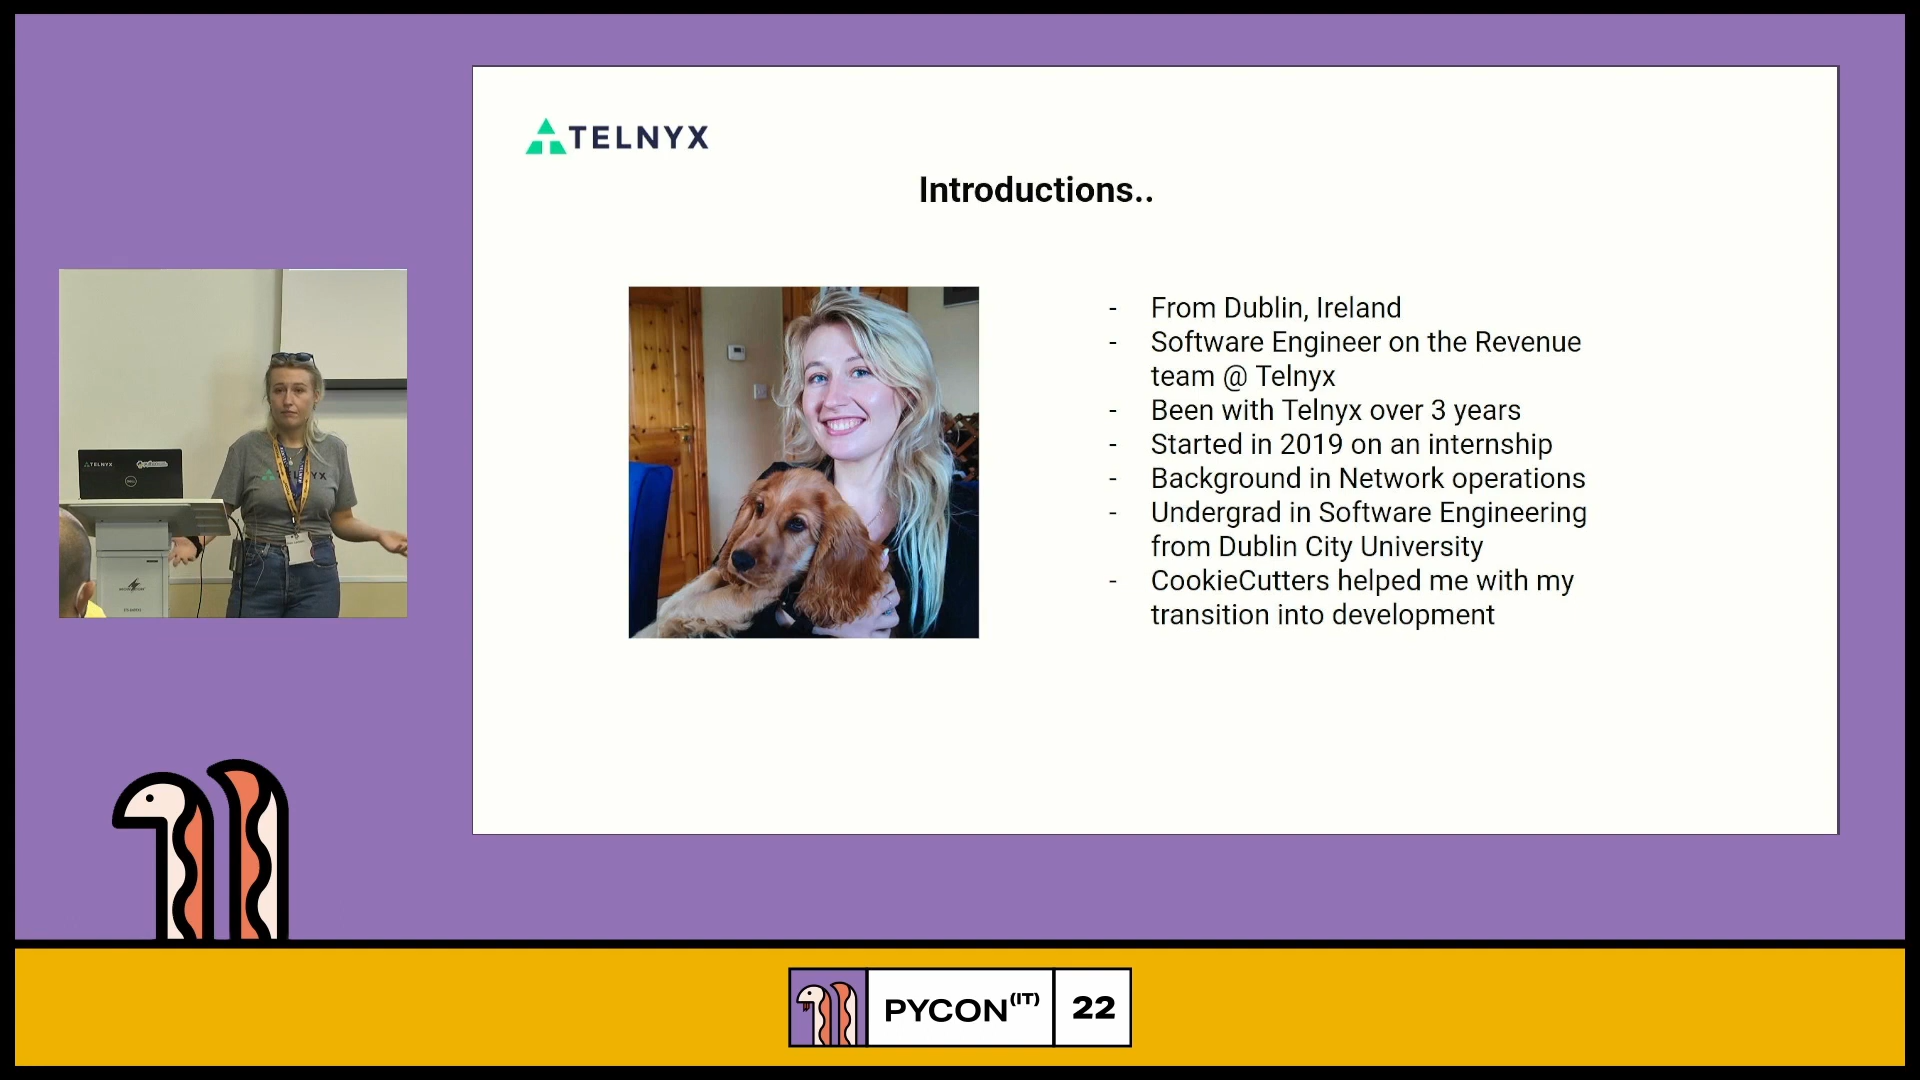 TELNYX
Introductions..
- From Dublin, Ireland
- Software Engineer on the Revenue
team @ Telnyx
- Been with Telnyx over 3 years
- Started in 2019 on an internship
- Background in Network operations
- Undergrad in Software Engineering
from Dublin City University
- CookieCutters helped me with my
transition into development
TELNYX
DELL
PYCON(IT) 22